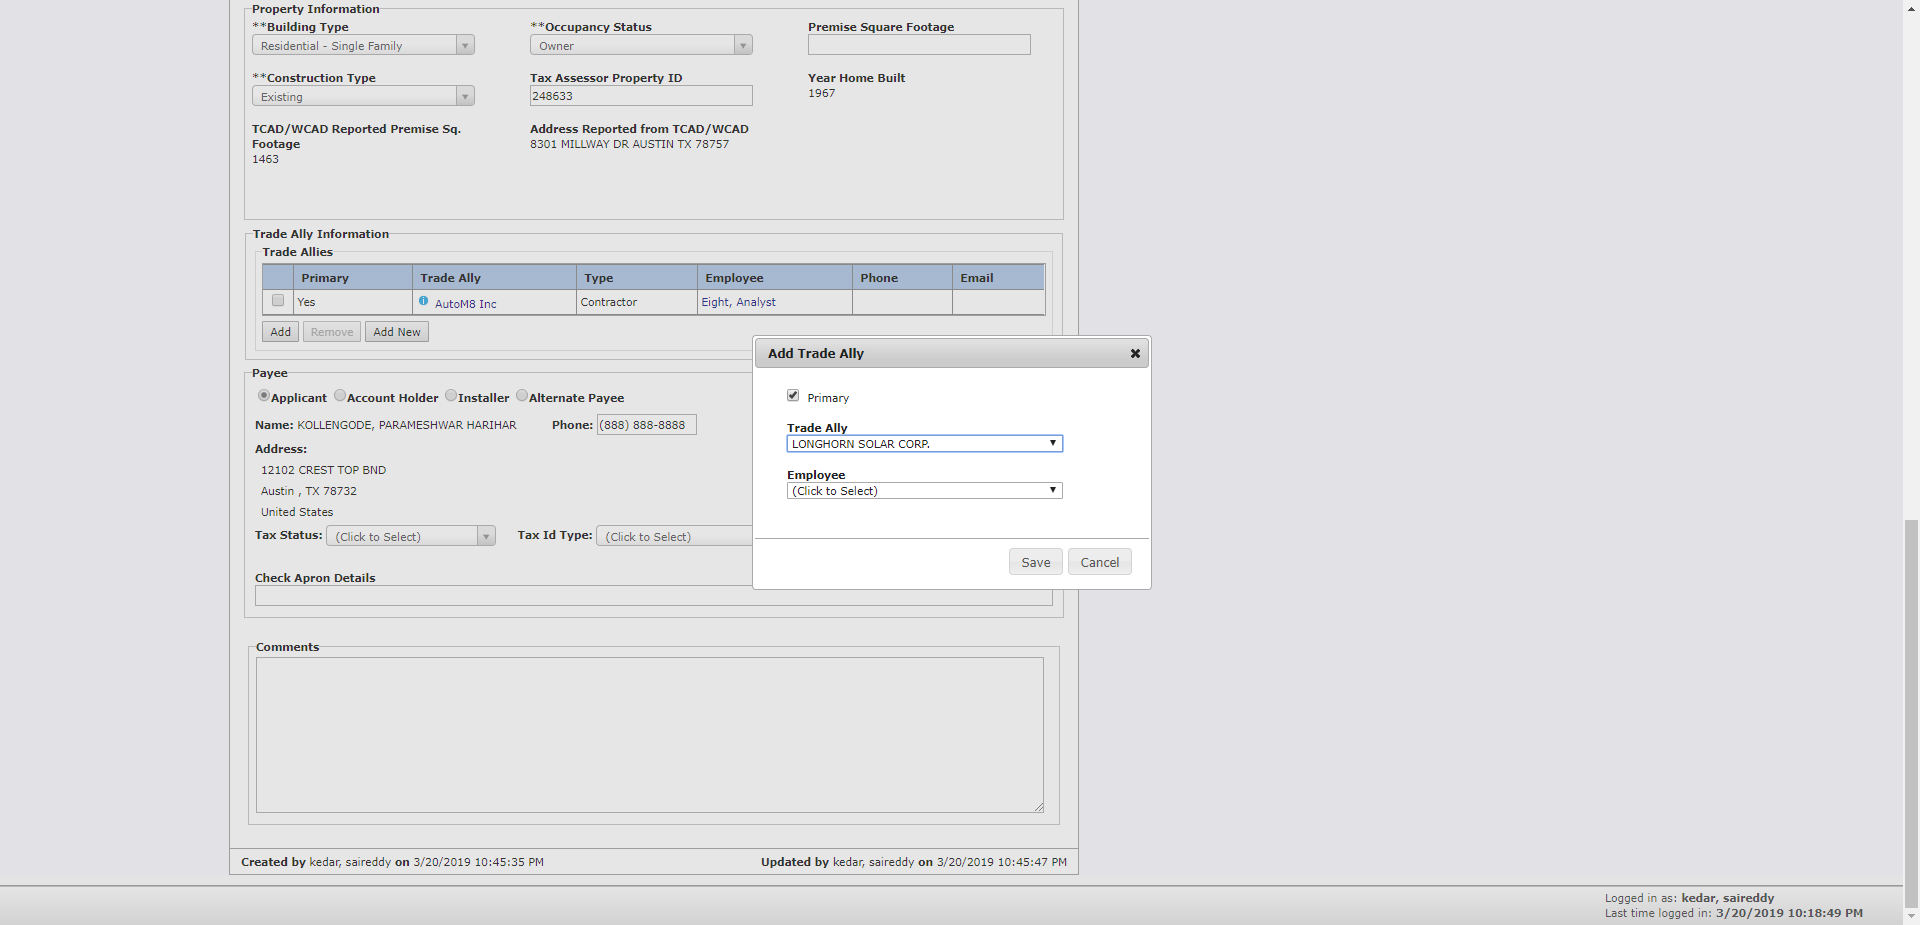 Property Information
**Building Type
Residential - Single Family
**Occupancy Status
Owner
Premise Square Footage
**Construction Type
Existing
Tax Assessor Property ID
248633
Year Home Built
1967
TCAD/WCAD Reported Premise Sq.
Footage
1463
Address Reported from TCAD/WCAD
8301 MILLWAY DR AUSTIN TX 78757
Trade Ally Information
Trade Allies
Primary Trade Ally Type Employee Phone Email
Yes AutoM8 Inc Contractor Eight, Analyst
Add Remove Add New
Payee
Applicant Account Holder Installer Alternate Payee
Name: KOLLENGODE, PARAMESHWAR HARIHAR Phone: (888) 888-8888
Address:
12102 CREST TOP BND
Austin , TX 78732
United States
Tax Status: (Click to Select) Tax Id Type: (Click to Select)
Check Apron Details
Add Trade Ally
Primary
Trade Ally
LONGHORN SOLAR CORP.
Employee
(Click to Select)
Save Cancel
Comments
Created by kedar, saireddy on 3/20/2019 10:45:35 PM Updated by kedar, saireddy on 3/20/2019 10:45:47 PM
Logged in as: kedar, saireddy
Last time logged in: 3/20/2019 10:18:49 PM